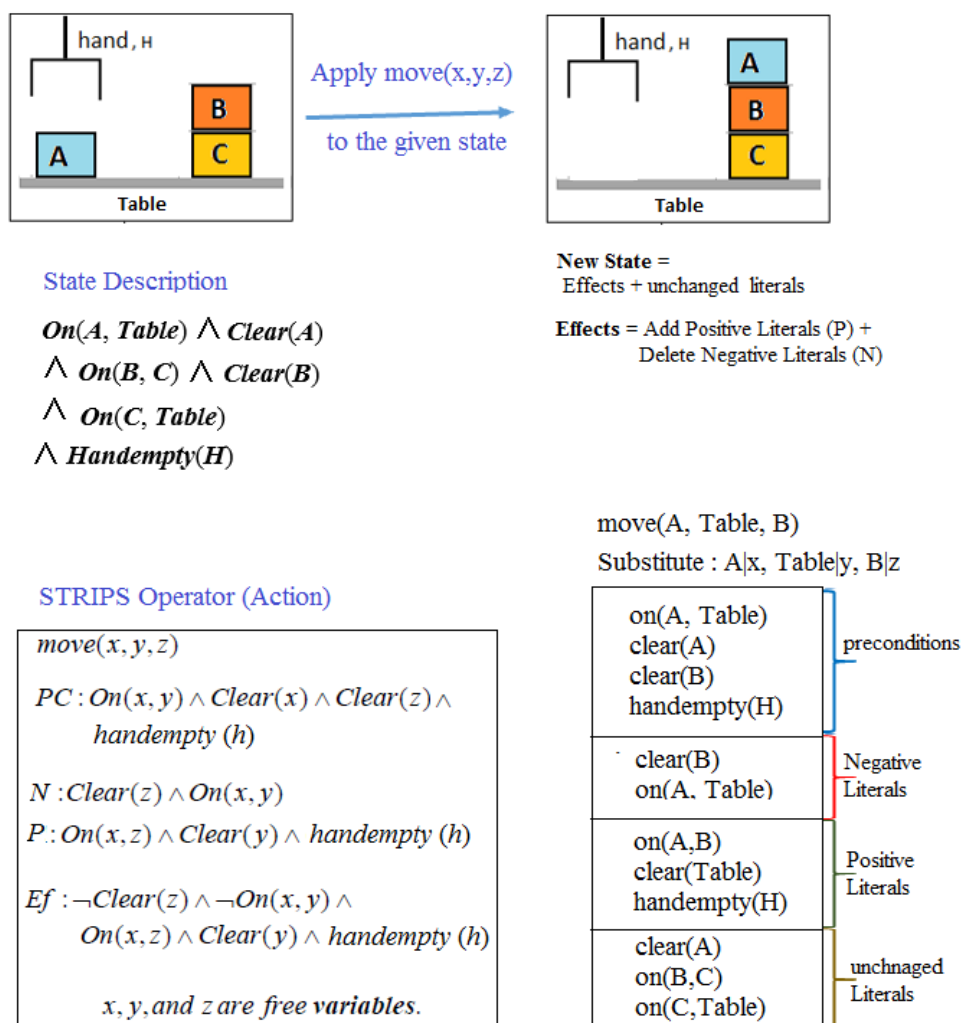 hand, H
B
A
C
Table
Apply move(x,y,z)
to the given state
hand, H
A
B
C
Table
State Description
On(A, Table) ∧ Clear(A)
∧ On(B, C) ∧ Clear(B)
∧ On(C, Table)
∧ Handempty(H)
New State =
Effects + unchanged literals
Effects = Add Positive Literals (P) +
Delete Negative Literals (N)
STRIPS Operator (Action)
move(x, y, z)
PC : On(x, y) ∧ Clear(x) ∧ Clear(z) ∧
handempty (h)
N : Clear(z) ∧ On(x, y)
P.: On(x, z) ∧ Clear(y) ∧ handempty (h)
Ef : ¬Clear(z) ∧ ¬On(x, y) ∧
On(x, z) ∧ Clear(y) ∧ handempty (h)
x, y, and z are free variables.
move(A, Table, B)
Substitute : A|x, Table|y, B|z
on(A, Table)
clear(A)
clear(B)
handempty(H)
preconditions
clear(B)
on(A, Table)
Negative
Literals
on(A,B)
clear(Table)
handempty(H)
Positive
Literals
clear(A)
on(B,C)
on(C,Table)
unchnaged
Literals